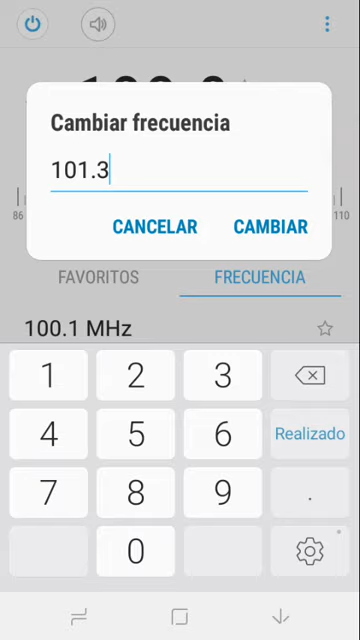 Cambiar frecuencia
101.3
86
110
CANCELAR CAMBIAR
FAVORITOS FRECUENCIA
100.1 MHz
1 2 3
4 5 6 Realizado
7 8 9 .
0